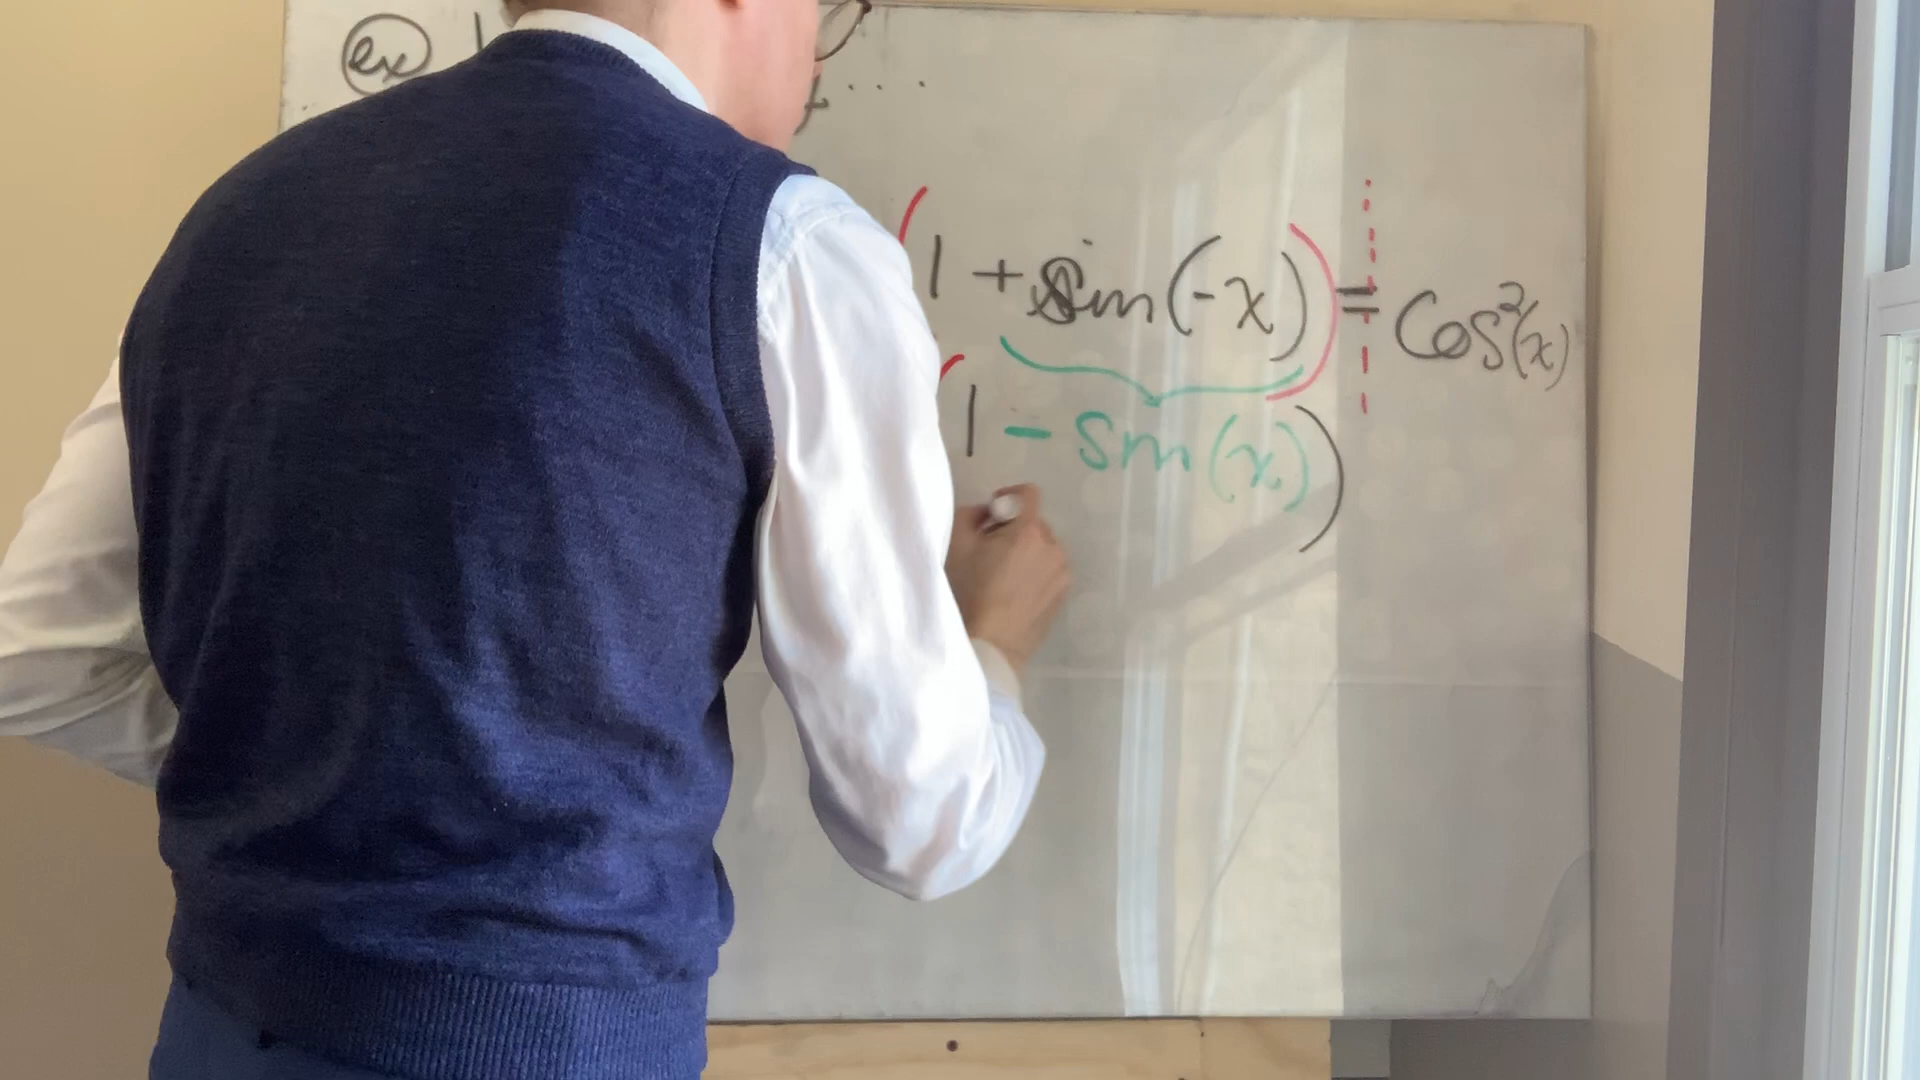 ex
(1 + sin(-x)) = cos²(x)
(1 - sin(x))